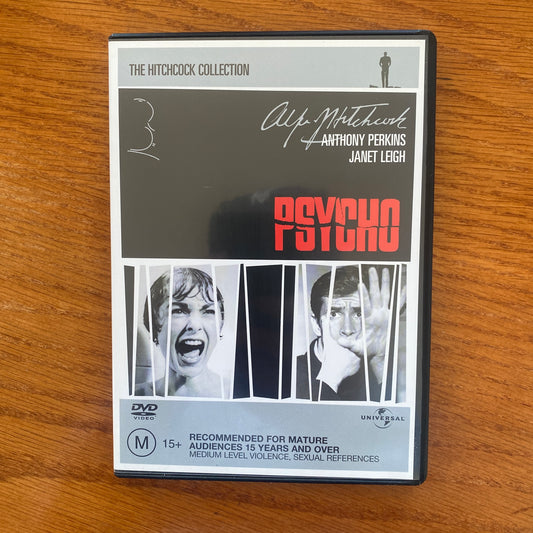 THE HITCHCOCK COLLECTION
Alfred Hitchcock
ANTHONY PERKINS
JANET LEIGH
PSYCHO
DVD
VIDEO
UNIVERSAL
M 15+
RECOMMENDED FOR MATURE
AUDIENCES 15 YEARS AND OVER
MEDIUM LEVEL VIOLENCE, SEXUAL REFERENCES